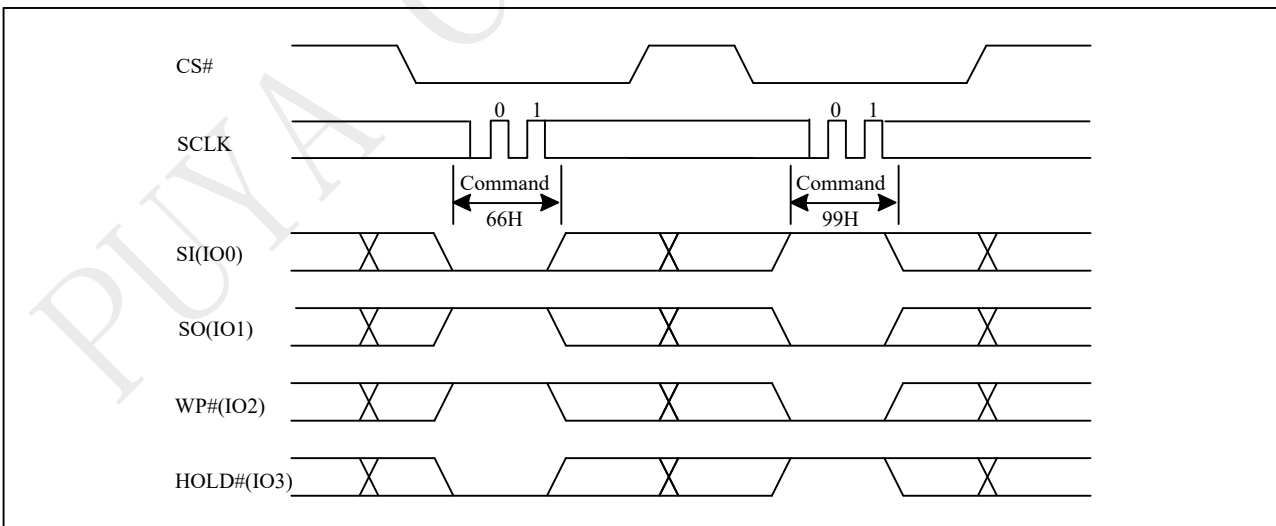 CS#
0 1 0 1
SCLK
Command Command
66H 99H
SI(IO0)
SO(IO1)
WP#(IO2)
HOLD#(IO3)
PUYA